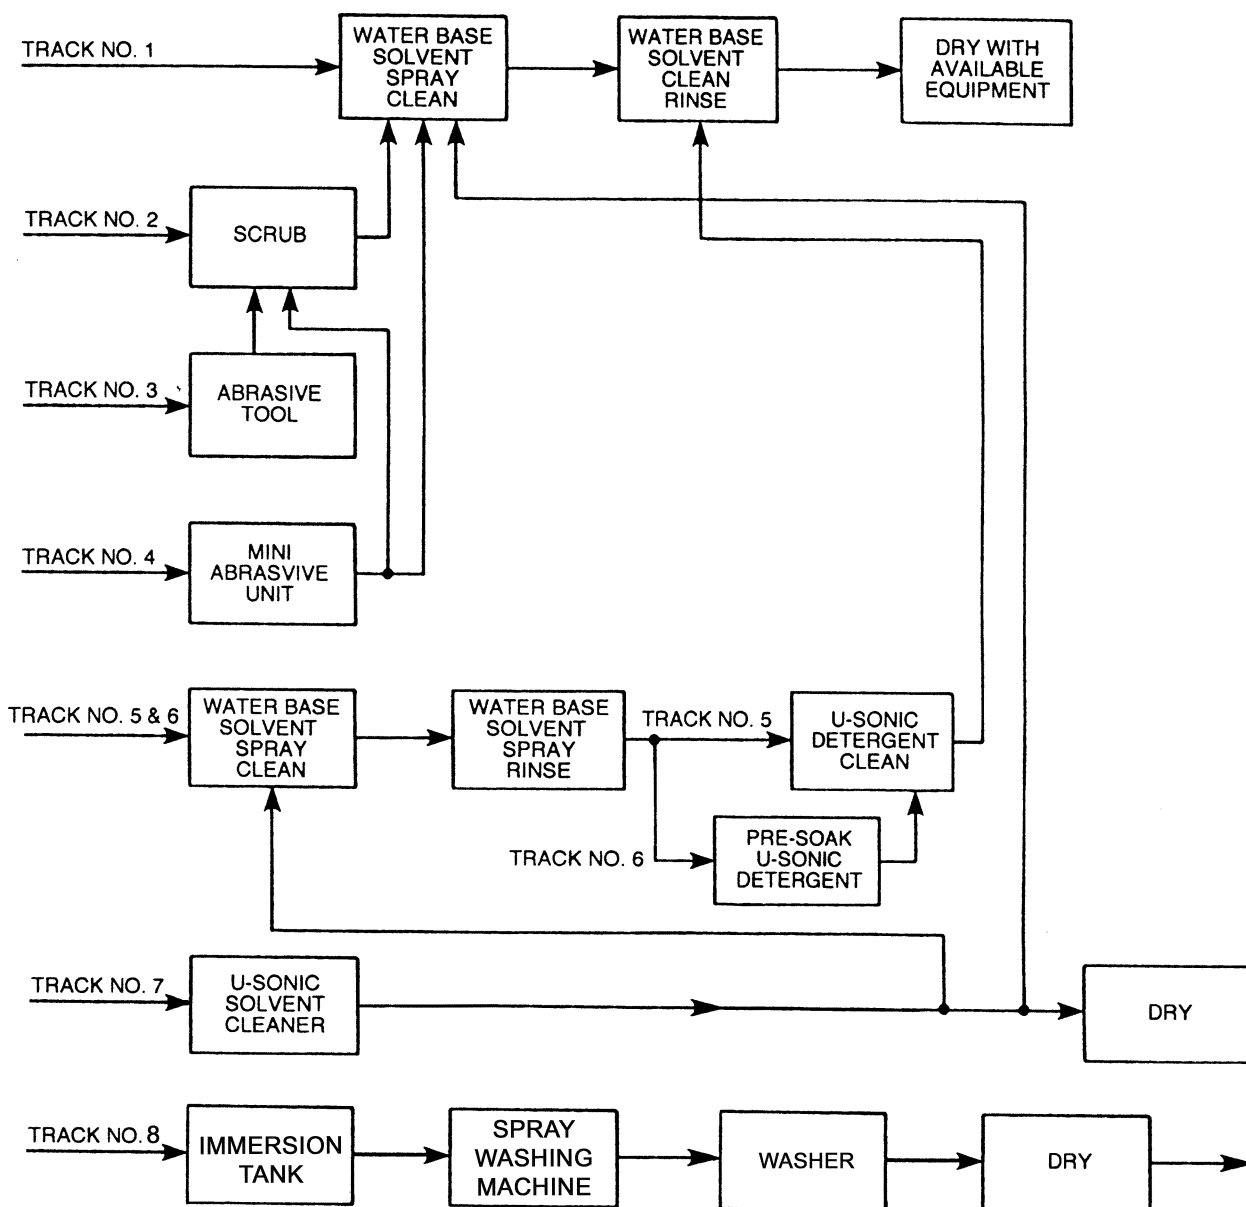 TRACK NO. 1
WATER BASE
SOLVENT
SPRAY
CLEAN
WATER BASE
SOLVENT
CLEAN
RINSE
DRY WITH
AVAILABLE
EQUIPMENT
TRACK NO. 2
SCRUB
TRACK NO. 3
ABRASIVE
TOOL
TRACK NO. 4
MINI
ABRASVIVE
UNIT
TRACK NO. 5 & 6
WATER BASE
SOLVENT
SPRAY
CLEAN
WATER BASE
SOLVENT
SPRAY
RINSE
TRACK NO. 5
U-SONIC
DETERGENT
CLEAN
TRACK NO. 6
PRE-SOAK
U-SONIC
DETERGENT
TRACK NO. 7
U-SONIC
SOLVENT
CLEANER
DRY
TRACK NO. 8
IMMERSION
TANK
SPRAY
WASHING
MACHINE
WASHER
DRY